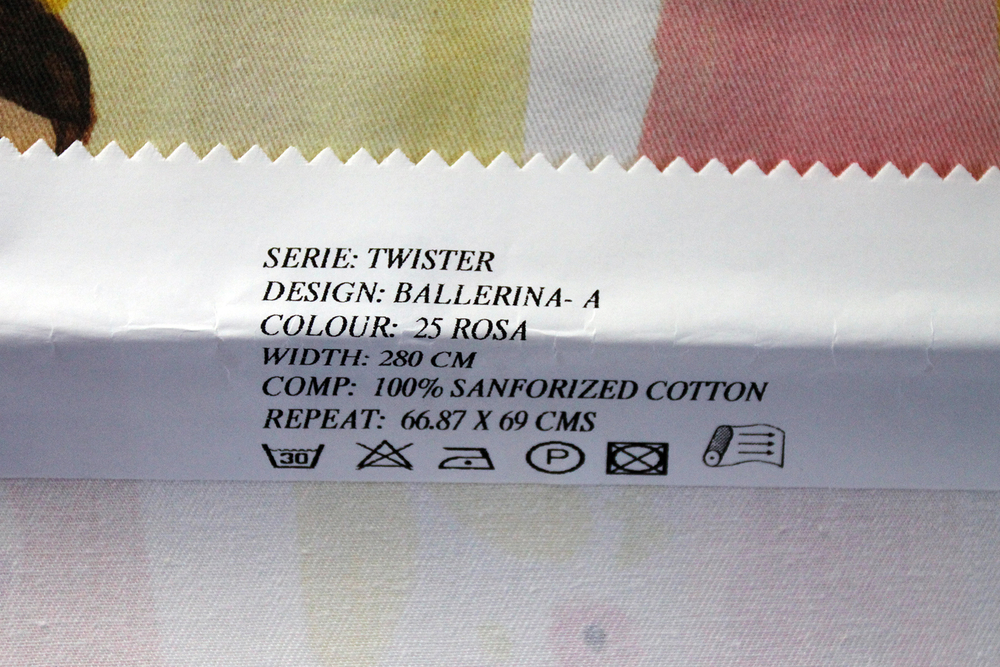 SERIE: TWISTER
DESIGN: BALLERINA- A
COLOUR: 25 ROSA
WIDTH: 280 CM
COMP: 100% SANFORIZED COTTON
REPEAT: 66.87 X 69 CMS
30 P